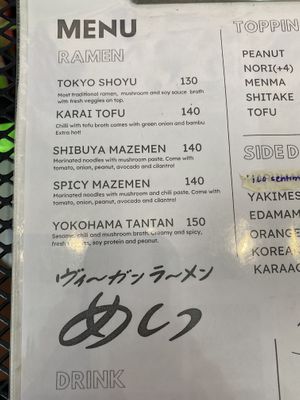 MENU
RAMEN
TOKYO SHOYU 130
Most traditional ramen, mushroom and soy sauce broth
with fresh veggies on top.
KARAI TOFU 140
Chilli with tofu broth comes with green onion and bambu
Extra hot!
SHIBUYA MAZEMEN 140
Marinated noodles with mushroom paste. Come with
tomato, onion, peanut, avocado and cilantro!
SPICY MAZEMEN 140
Marinated noodles with mushroom and chili paste. Come with
tomato, onion, peanut, avocado and cilantro!
YOKOHAMA TANTAN 150
Sesame, chili and mushroom broth. Creamy and spicy,
fresh veggies, soy protein and peanut.
ヴィーガンラーメン
めい
DRINK
TOPPIN
PEANUT
NORI(+4)
MENMA
SHITAKE
TOFU
SIDE D
YAKIMES
EDAMAM
ORANGE
KOREA
KARAAG